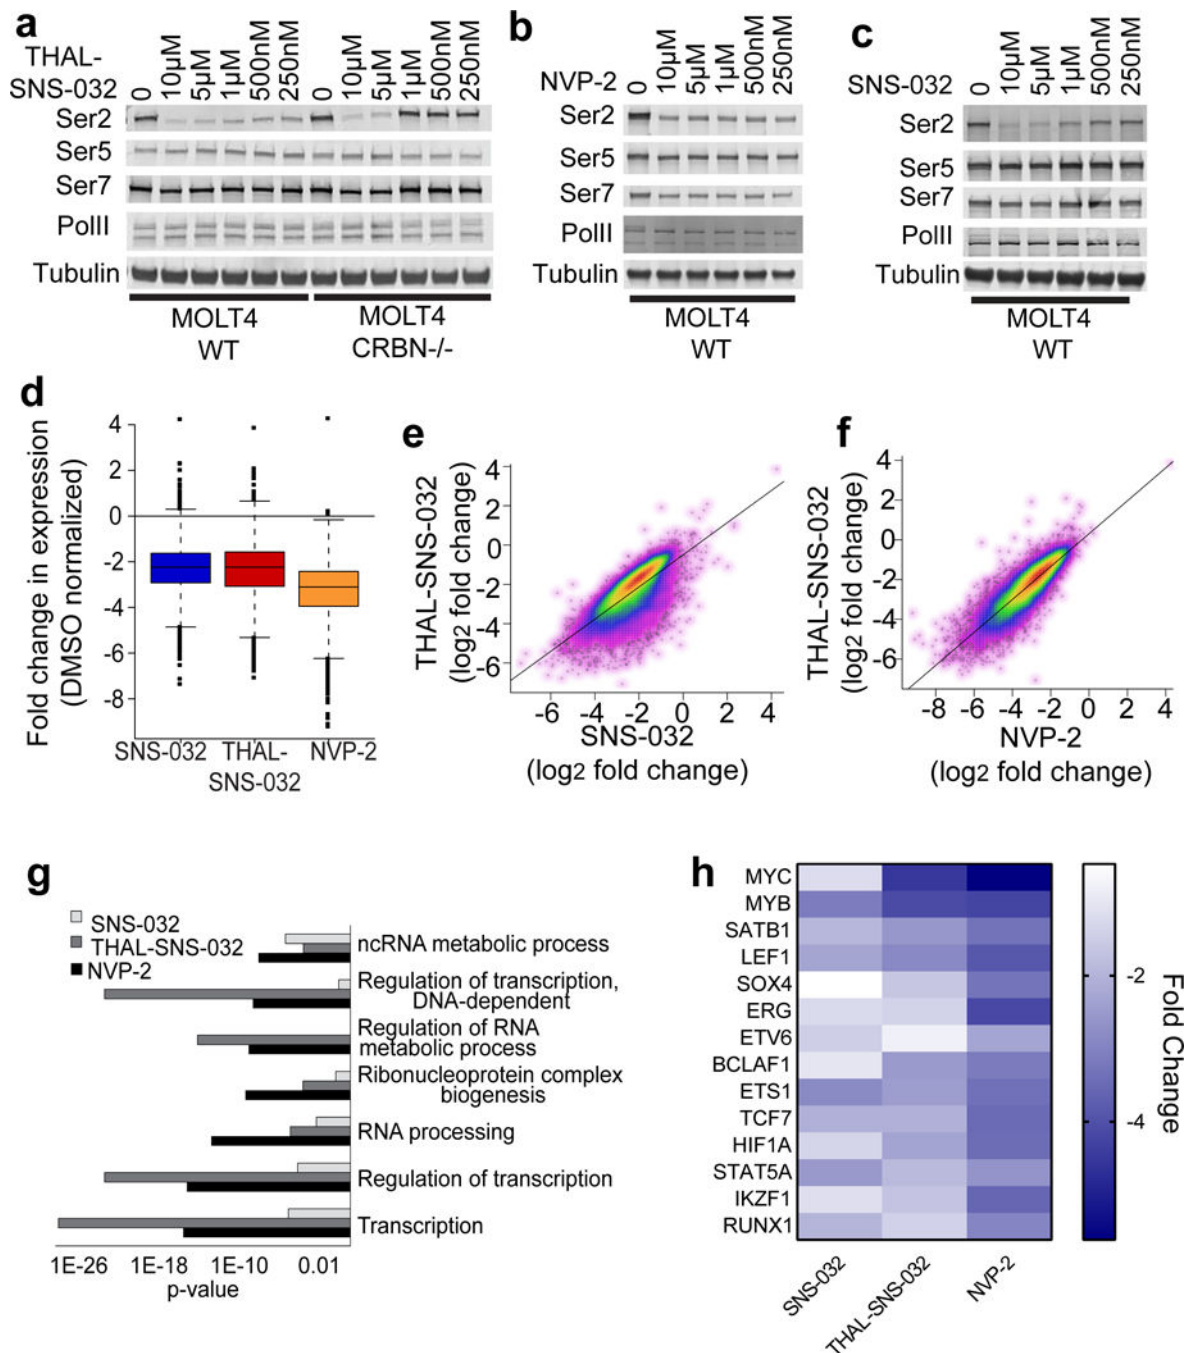 a
THAL-
SNS-032
0 10µM 5µM 1µM 500nM 250nM 0 10µM 5µM 1µM 500nM 250nM
Ser2
Ser5
Ser7
PolII
Tubulin
MOLT4 MOLT4
WT CRBN-/-
b
NVP-2
0 10µM 5µM 1µM 500nM 250nM
Ser2
Ser5
Ser7
PolII
Tubulin
MOLT4
WT
c
SNS-032
0 10µM 5µM 1µM 500nM 250nM
Ser2
Ser5
Ser7
PolII
Tubulin
MOLT4
WT
d
Fold change in expression
(DMSO normalized)
4
2
0
-2
-4
-6
-8
SNS-032 THAL- NVP-2
SNS-032
e
THAL-SNS-032
(log2 fold change)
4
2
0
-2
-4
-6
-6 -4 -2 0 2 4
SNS-032
(log2 fold change)
f
THAL-SNS-032
(log2 fold change)
4
2
0
-2
-4
-6
-8 -6 -4 -2 0 2 4
NVP-2
(log2 fold change)
g
SNS-032
THAL-SNS-032
NVP-2
ncRNA metabolic process
Regulation of transcription,
DNA-dependent
Regulation of RNA
metabolic process
Ribonucleoprotein complex
biogenesis
RNA processing
Regulation of transcription
Transcription
1E-26 1E-18 1E-10 0.01
p-value
h
MYC
MYB
SATB1
LEF1
SOX4
ERG
ETV6
BCLAF1
ETS1
TCF7
HIF1A
STAT5A
IKZF1
RUNX1
SNS-032 THAL-SNS-032 NVP-2
-2
-4
Fold Change